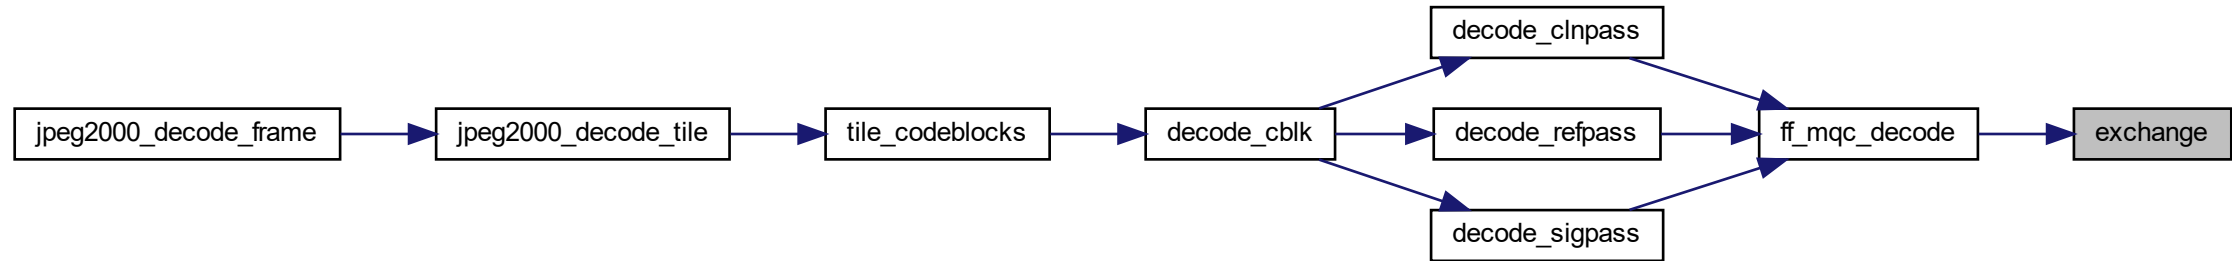 decode_clnpass
jpeg2000_decode_frame
jpeg2000_decode_tile
tile_codeblocks
decode_cblk
decode_refpass
ff_mqc_decode
exchange
decode_sigpass